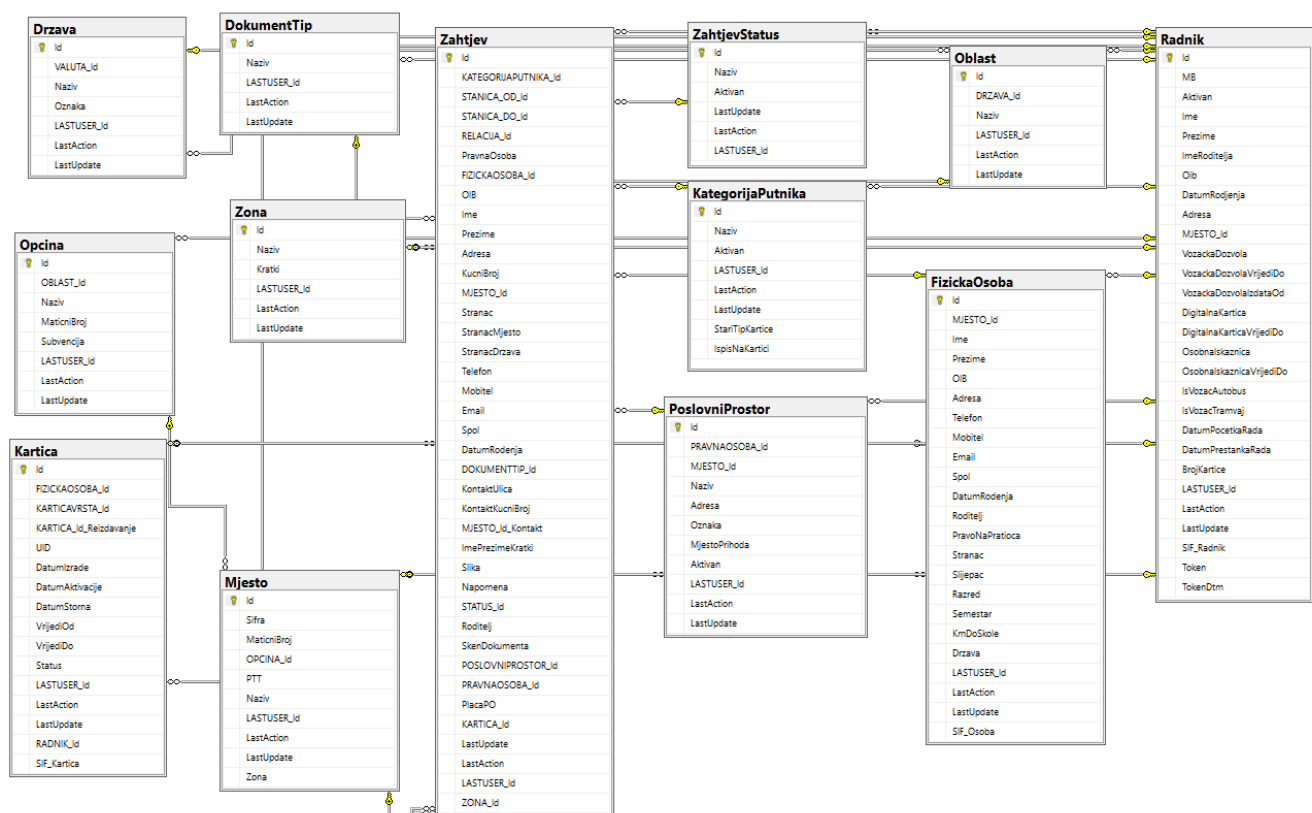 Drzava
Id
VALUTA_Id
Naziv
Oznaka
LASTUSER_Id
LastAction
LastUpdate
DokumentTip
Id
Naziv
LASTUSER_Id
LastAction
LastUpdate
Zona
Id
Naziv
Kratki
LASTUSER_Id
LastAction
LastUpdate
Opcina
Id
OBLAST_Id
Naziv
MaticniBroj
Subvencija
LASTUSER_Id
LastAction
LastUpdate
Kartica
Id
FIZICKAOSOBA_Id
KARTICAVRSTA_Id
KARTICA_Id_Reizdavanje
UID
DatumIzrade
DatumAktivacije
DatumStorna
VrijediOd
VrijediDo
Status
LASTUSER_Id
LastAction
LastUpdate
RADNIK_Id
SIF_Kartica
Mjesto
Id
Sifra
MaticniBroj
OPCINA_Id
PTT
Naziv
LASTUSER_Id
LastAction
LastUpdate
Zona
Zahtjev
Id
KATEGORIJAPUTNIKA_Id
STANICA_OD_Id
STANICA_DO_Id
RELACIJA_Id
PravnaOsoba
FIZICKAOSOBA_Id
OIB
Ime
Prezime
Adresa
KucniBroj
MJESTO_Id
Stranac
StranacMjesto
StranacDrzava
Telefon
Mobitel
Email
Spol
DatumRodenja
DOKUMENTTIP_Id
KontaktUlica
KontaktKucniBroj
MJESTO_Id_Kontakt
ImePrezimeKratki
Slika
Napomena
STATUS_Id
Roditelj
SkenDokumenta
POSLOVNIPROSTOR_Id
PRAVNAOSOBA_Id
PlacaPO
KARTICA_Id
LastUpdate
LastAction
LASTUSER_Id
ZONA_Id
ZahtjevStatus
Id
Naziv
Aktivan
LastUpdate
LastAction
LASTUSER_Id
KategorijaPutnika
Id
Naziv
Aktivan
LASTUSER_Id
LastAction
LastUpdate
StariTipKartice
IspisNaKartici
PoslovniProstor
Id
PRAVNAOSOBA_Id
MJESTO_Id
Naziv
Adresa
Oznaka
MjestoPrihoda
Aktivan
LASTUSER_Id
LastAction
LastUpdate
Oblast
Id
DRZAVA_Id
Naziv
LASTUSER_Id
LastAction
LastUpdate
FizickaOsoba
Id
MJESTO_Id
Ime
Prezime
OIB
Adresa
Telefon
Mobitel
Email
Spol
DatumRodenja
Roditelj
PravoNaPratioca
Stranac
Slijepac
Razred
Semestar
KmDoSkole
Drzava
LASTUSER_Id
LastAction
LastUpdate
SIF_Osoba
Radnik
Id
MB
Aktivan
Ime
Prezime
ImeRoditelja
Oib
DatumRodjenja
Adresa
MJESTO_Id
VozackaDozvola
VozackaDozvolaVrijediDo
VozackaDozvolaIzdataOd
DigitalnaKartica
DigitalnaKarticaVrijediDo
OsobnaIskaznica
OsobnaIskaznicaVrijediDo
IsVozacAutobus
IsVozacTramvaj
DatumPocetkaRada
DatumPrestankaRada
BrojKartice
LASTUSER_Id
LastAction
LastUpdate
SIF_Radnik
Token
TokenDtm